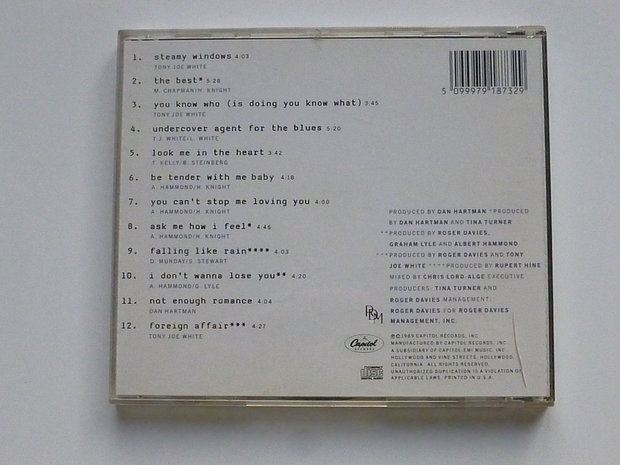 1. steamy windows 4:03
TONY JOE WHITE
2. the best* 5:28
M. CHAPMAN/H. KNIGHT
3. you know who (is doing you know what) 3:45
TONY JOE WHITE
4. undercover agent for the blues 5:20
T.J. WHITE/L. WHITE
5. look me in the heart 3:42
T. KELLY/B. STEINBERG
6. be tender with me baby 4:18
A. HAMMOND/H. KNIGHT
7. you can't stop me loving you 4:00
A. HAMMOND/H. KNIGHT
8. ask me how i feel* 4:46
A. HAMMOND/H. KNIGHT
9. falling like rain**** 4:03
D. MUNDAY/S. STEWART
10. i don't wanna lose you** 4:20
A. HAMMOND/G. LYLE
11. not enough romance 4:04
DAN HARTMAN
12. foreign affair*** 4:27
TONY JOE WHITE
5 099979 187329
PRODUCED BY DAN HARTMAN *PRODUCED
BY DAN HARTMAN AND TINA TURNER
**PRODUCED BY ROGER DAVIES,
GRAHAM LYLE AND ALBERT HAMMOND
***PRODUCED BY ROGER DAVIES AND TONY
JOE WHITE ****PRODUCED BY RUPERT HINE
MIXED BY CHRIS LORD-ALGE EXECUTIVE
PRODUCERS: TINA TURNER AND
ROGER DAVIES MANAGEMENT:
ROGER DAVIES FOR ROGER DAVIES
MANAGEMENT, INC.
RDM
Capitol
COMPACT
disc
DIGITAL AUDIO
℗© 1989 CAPITOL RECORDS, INC.
MANUFACTURED BY CAPITOL RECORDS, INC.,
A SUBSIDIARY OF CAPITOL-EMI MUSIC, INC.,
HOLLYWOOD AND VINE STREETS, HOLLYWOOD,
CALIFORNIA. ALL RIGHTS RESERVED.
UNAUTHORIZED DUPLICATION IS A VIOLATION OF
APPLICABLE LAWS. PRINTED IN U.S.A.